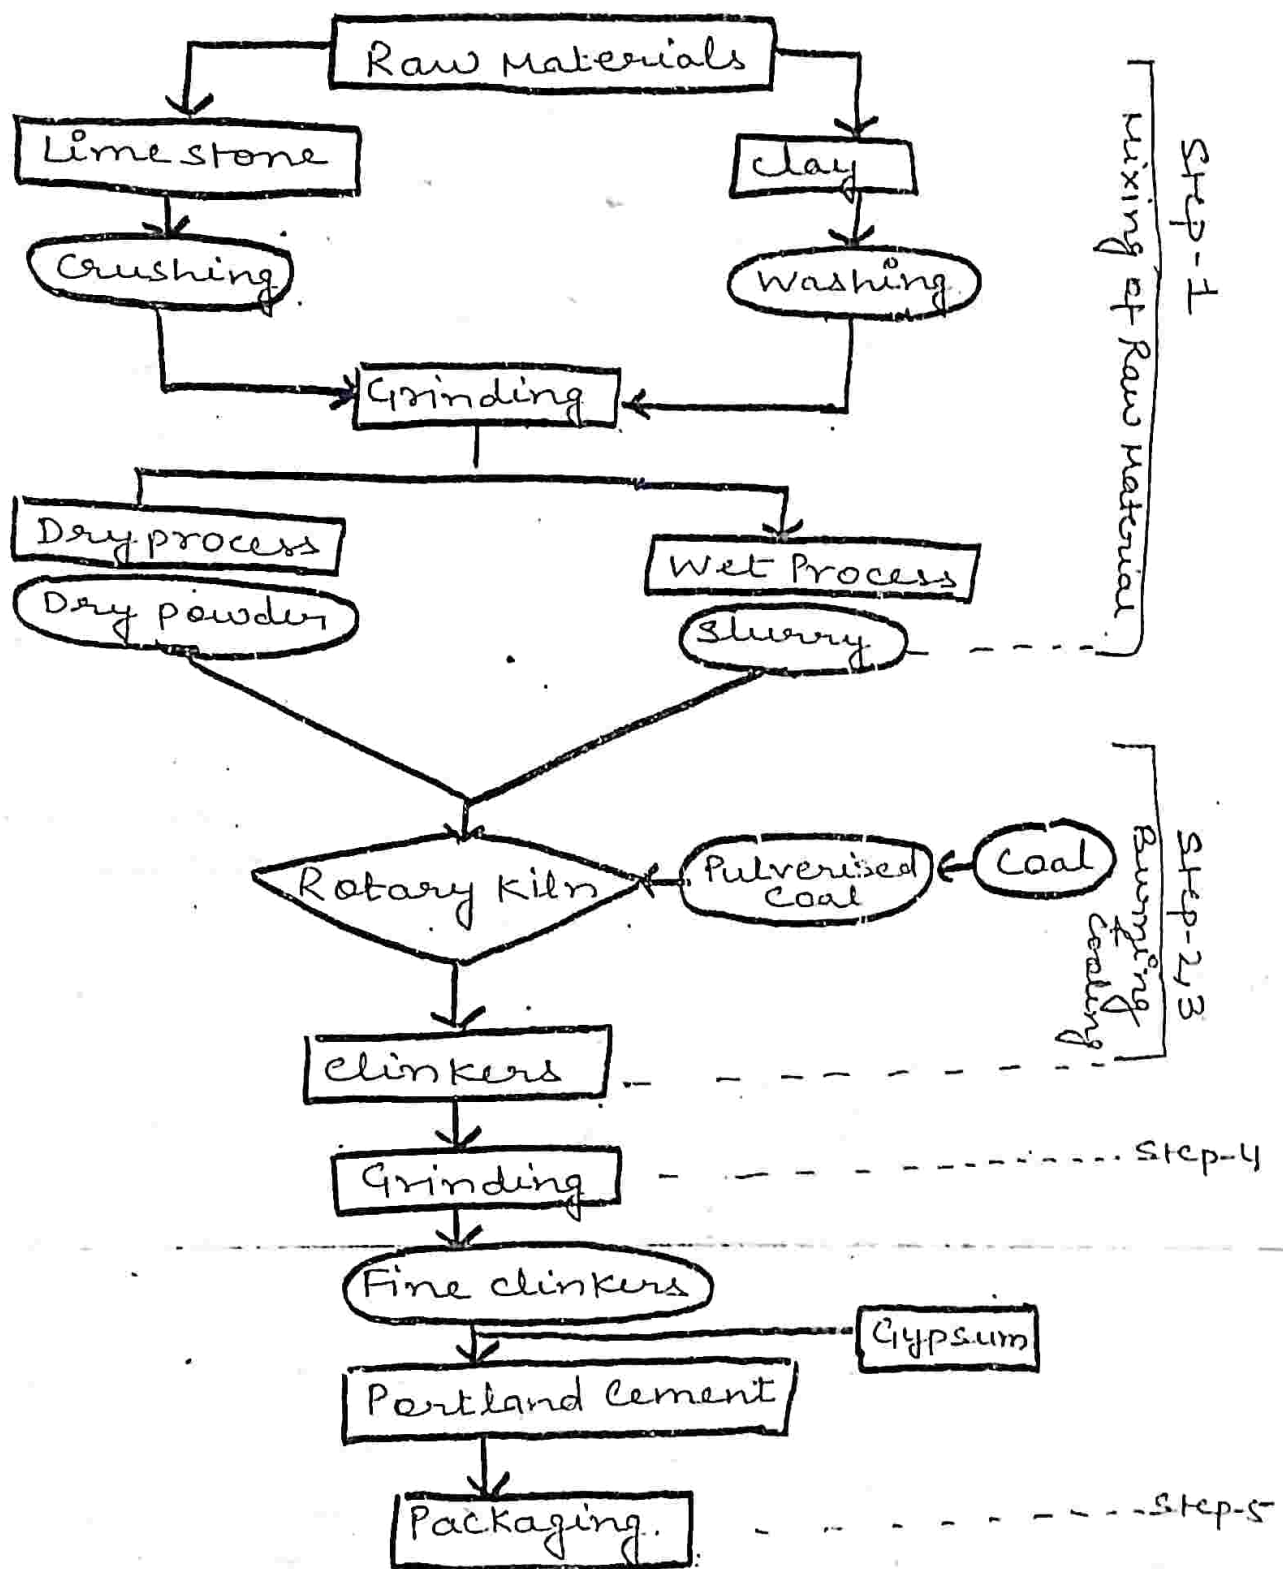 Raw Materials
Lime stone
Clay
Crushing
Washing
Grinding
Dry process
Wet Process
Dry powder
Slurry
Step-1
Mixing of Raw Material
Rotary Kiln
Pulverised
Coal
Coal
Step-2,3
Burning
&
Cooling
Clinkers
Grinding
Step-4
Fine clinkers
Gypsum
Portland Cement
Packaging.
Step-5